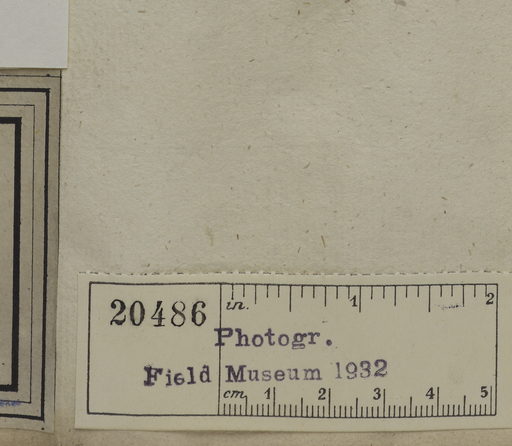 20486
in. 1 2
Photogr.
Field Museum 1932
cm 1 2 3 4 5